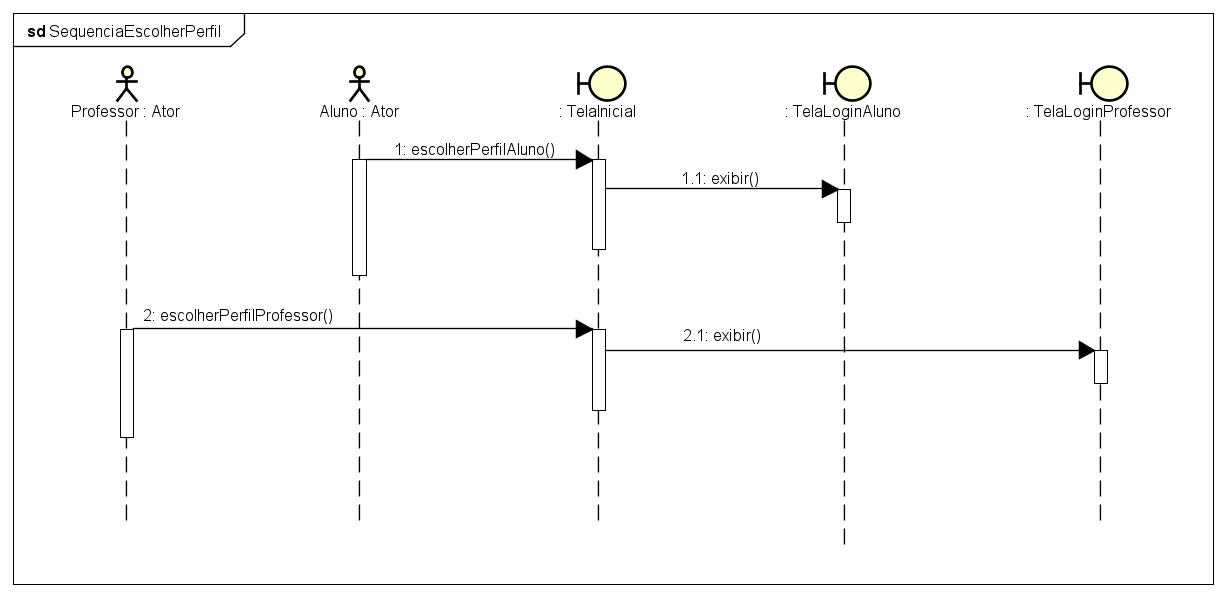 sd SequenciaEscolherPerfil
Professor : Ator
Aluno : Ator
: TelaInicial
: TelaLoginAluno
: TelaLoginProfessor
1: escolherPerfilAluno()
1.1: exibir()
2: escolherPerfilProfessor()
2.1: exibir()